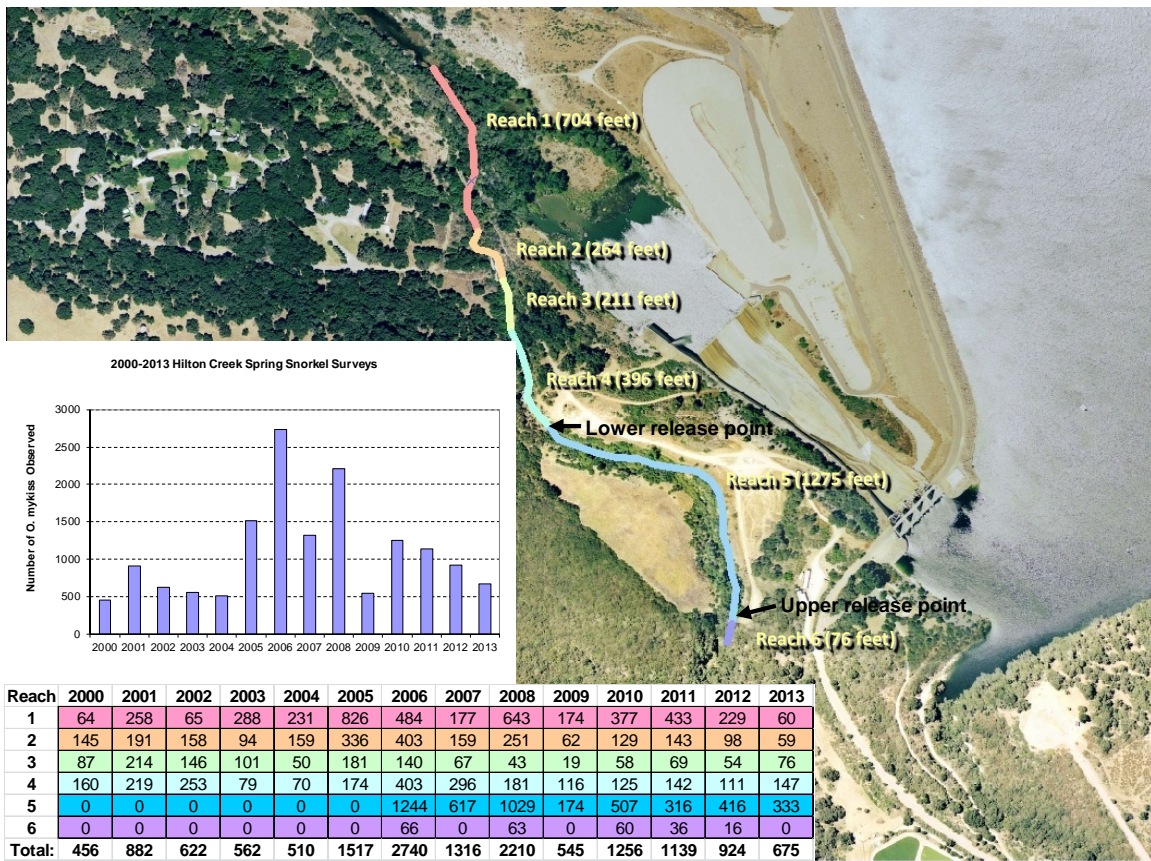 Reach 1 (704 feet)
Reach 2 (264 feet)
Reach 3 (211 feet)
Reach 4 (396 feet)
Lower release point
Reach 5 (1275 feet)
Upper release point
Reach 6 (76 feet)
2000-2013 Hilton Creek Spring Snorkel Surveys
Number of O. mykiss Observed
3000
2500
2000
1500
1000
500
0
2000 2001 2002 2003 2004 2005 2006 2007 2008 2009 2010 2011 2012 2013
Reach 2000 2001 2002 2003 2004 2005 2006 2007 2008 2009 2010 2011 2012 2013
1 64 258 65 288 231 826 484 177 643 174 377 433 229 60
2 145 191 158 94 159 336 403 159 251 62 129 143 98 59
3 87 214 146 101 50 181 140 67 43 19 58 69 54 76
4 160 219 253 79 70 174 403 296 181 116 125 142 111 147
5 0 0 0 0 0 0 1244 617 1029 174 507 316 416 333
6 0 0 0 0 0 0 66 0 63 0 60 36 16 0
Total: 456 882 622 562 510 1517 2740 1316 2210 545 1256 1139 924 675